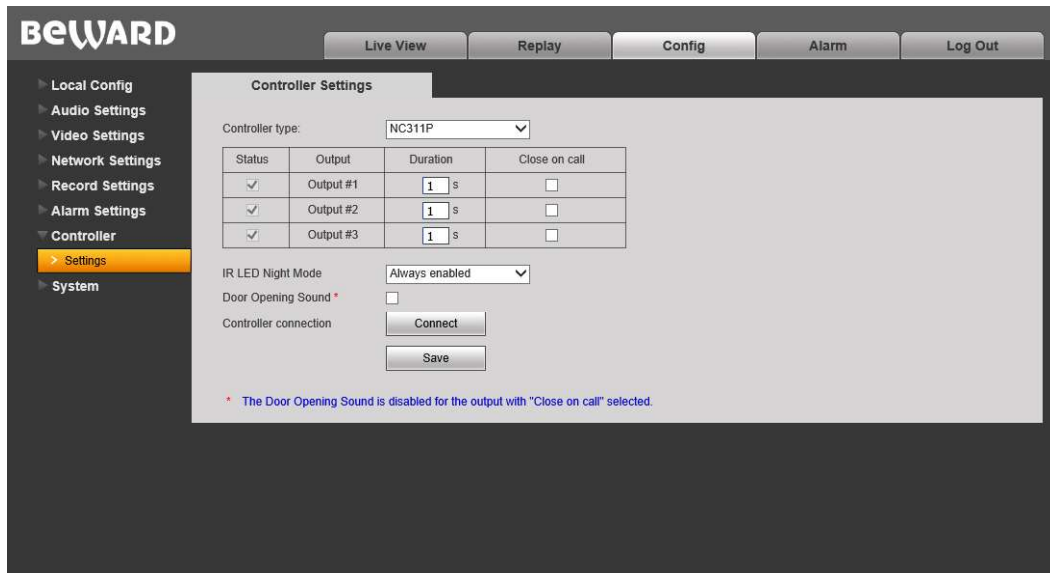 BEWARD
Live View Replay Config Alarm Log Out
Local Config
Audio Settings
Video Settings
Network Settings
Record Settings
Alarm Settings
Controller
> Settings
System
Controller Settings
Controller type: NC311P
Status Output Duration Close on call
Output #1 1 s
Output #2 1 s
Output #3 1 s
IR LED Night Mode Always enabled
Door Opening Sound *
Controller connection Connect
Save
* The Door Opening Sound is disabled for the output with "Close on call" selected.